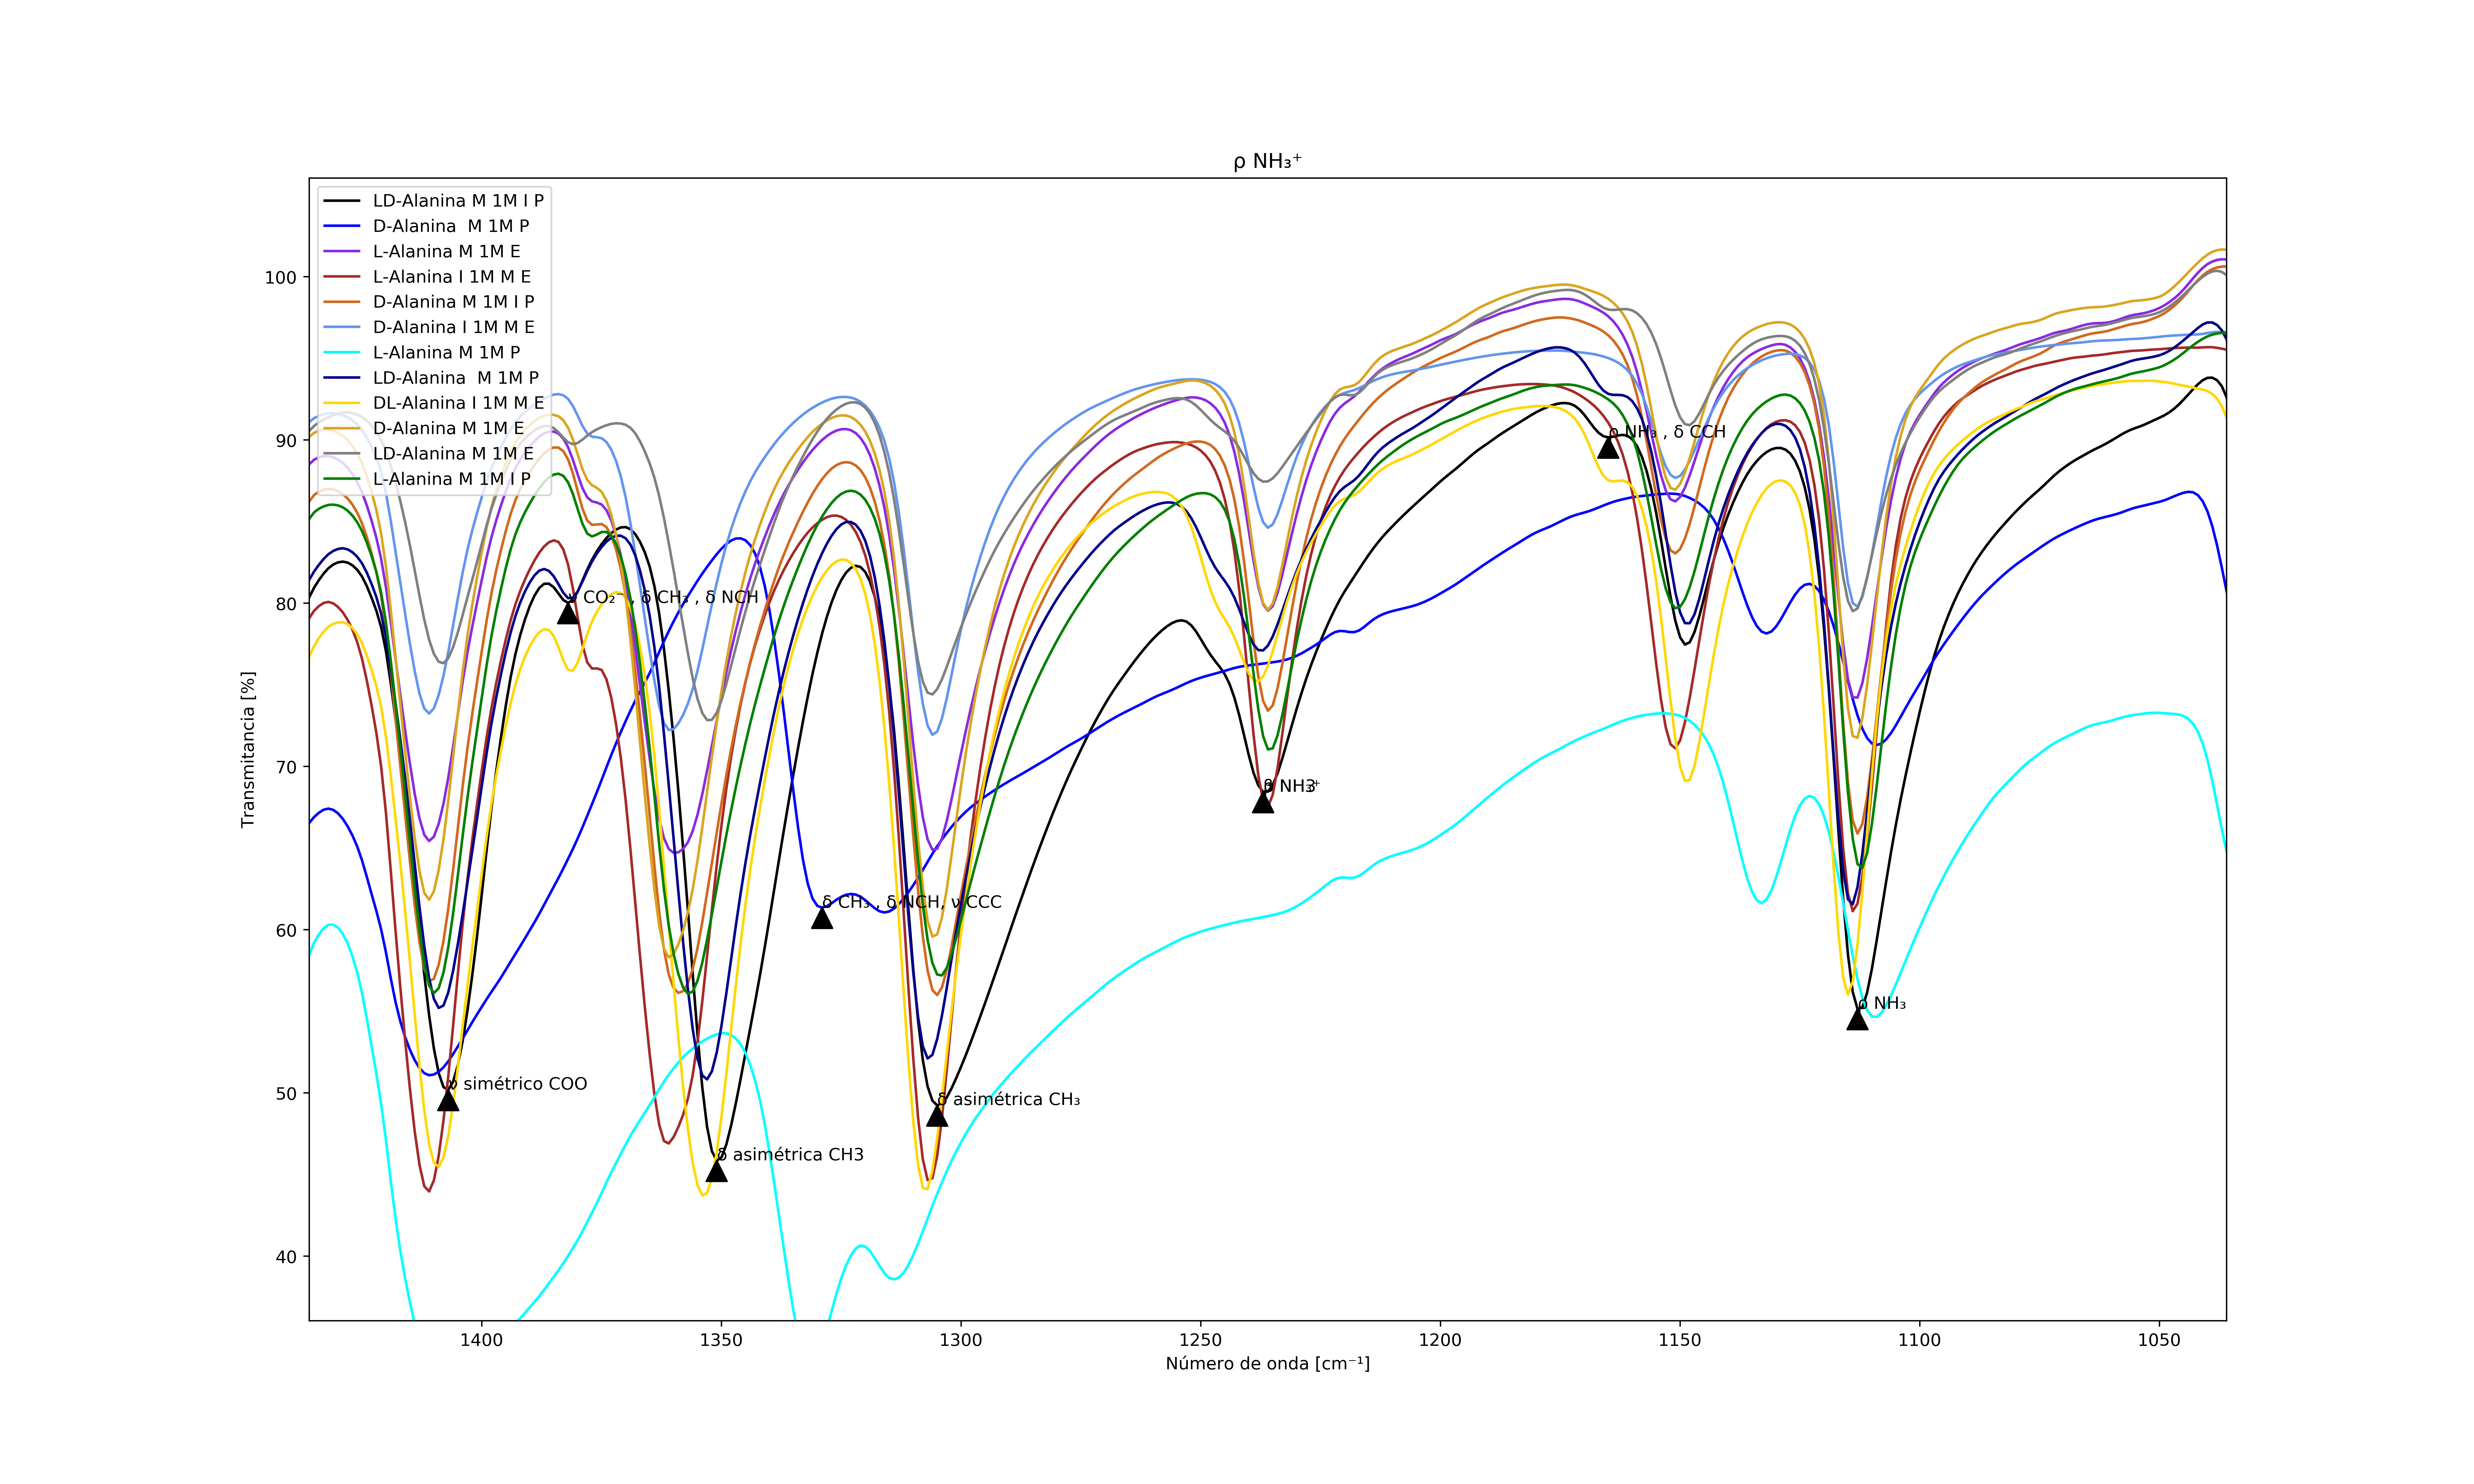 ρ NH₃⁺
LD-Alanina M 1M I P
D-Alanina  M 1M P
L-Alanina M 1M E
L-Alanina I 1M M E
D-Alanina M 1M I P
D-Alanina I 1M M E
L-Alanina M 1M P
LD-Alanina  M 1M P
DL-Alanina I 1M M E
D-Alanina M 1M E
LD-Alanina M 1M E
L-Alanina M 1M I P
100
90
80
70
60
50
40
Transmitancia [%]
ρ NH₃ , δ CCH
CO₂⁻ , δ CH₃ , δ NCH
NH
δ CH₃ , δ NCH, ν CCC
ρ NH₃
ν simétrico COO
δ asimétrica CH₃
δ asimétrica CH3
1400
1350
1300
1250
1200
1150
1100
1050
Número de onda [cm⁻¹]